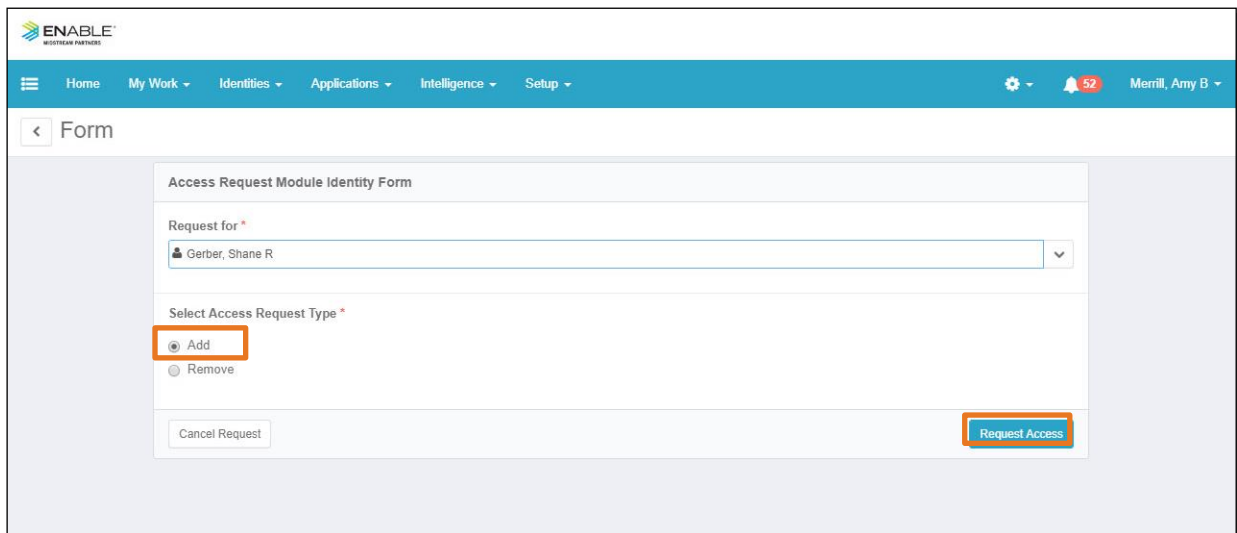 ENABLE
MIDSTREAM PARTNERS
Home My Work Identities Applications Intelligence Setup 52 Merrill, Amy B
Form
Access Request Module Identity Form
Request for *
Gerber, Shane R
Select Access Request Type *
Add
Remove
Cancel Request Request Access